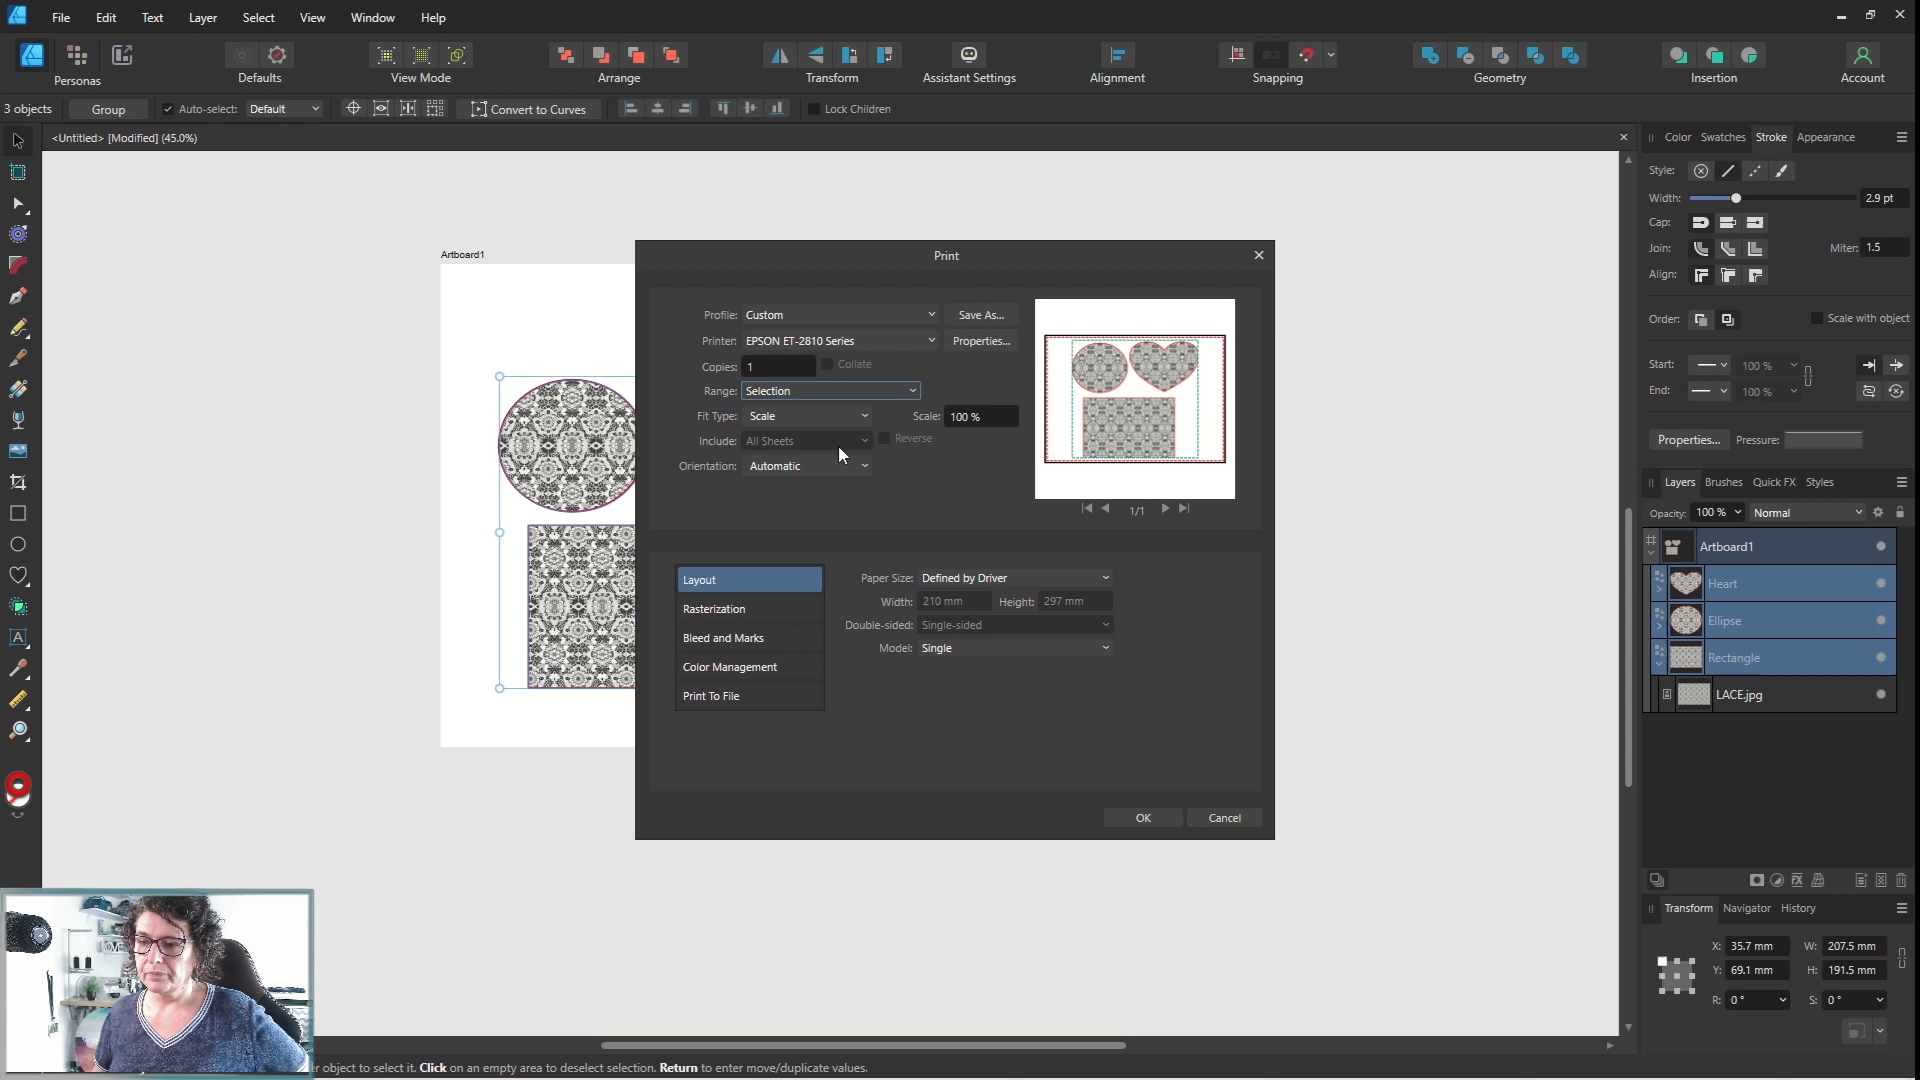 File Edit Text Layer Select View Window Help
Personas Defaults View Mode Arrange Transform Assistant Settings Alignment Snapping Geometry Insertion Account
3 objects Group Auto-select: Default Convert to Curves Lock Children
<Untitled> [Modified] (45.0%)
Artboard1
Print
Profile: Custom Save As...
Printer: EPSON ET-2810 Series Properties...
Copies: 1 Collate
Range: Selection
Fit Type: Scale Scale: 100 %
Include: All Sheets Reverse
Orientation: Automatic
1/1
Layout
Rasterization
Bleed and Marks
Color Management
Print To File
Paper Size: Defined by Driver
Width: 210 mm Height: 297 mm
Double-sided: Single-sided
Model: Single
OK Cancel
Color Swatches Stroke Appearance
Style:
Width: 2.9 pt
Cap:
Join: Miter: 1.5
Align:
Order: Scale with object
Start: 100 %
End: 100 %
Properties... Pressure:
Layers Brushes Quick FX Styles
Opacity: 100 % Normal
Artboard1
Heart
Ellipse
Rectangle
LACE.jpg
Transform Navigator History
X: 35.7 mm W: 207.5 mm
Y: 69.1 mm H: 191.5 mm
R: 0 ° S: 0 °
object to select it. Click on an empty area to deselect selection. Return to enter move/duplicate values.